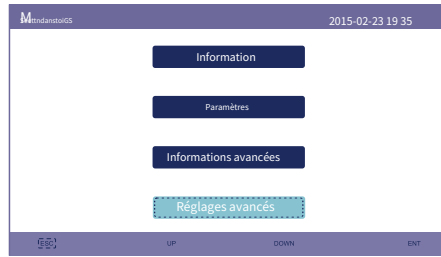 2015-02-23 19 35
Information
Paramètres
Informations avancées
Réglages avancés
ESC UP DOWN ENT